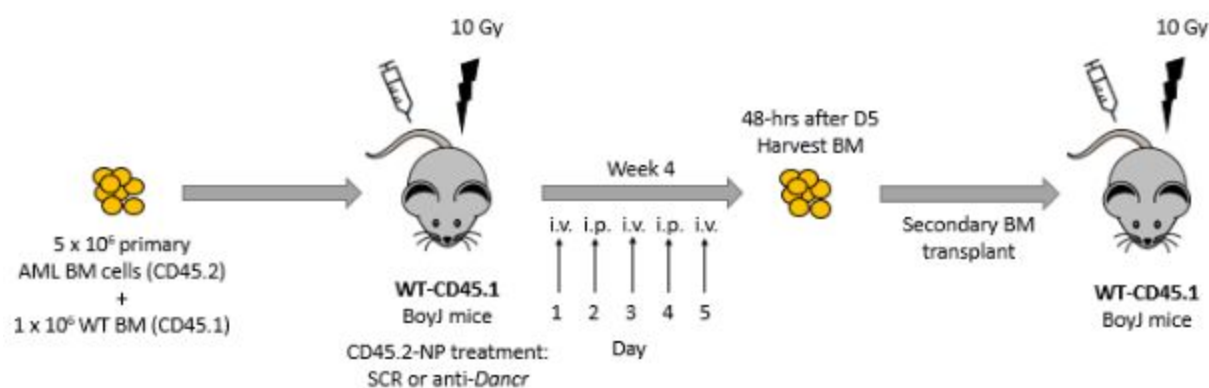 10 Gy
10 Gy
48-hrs after D5
Harvest BM
Week 4
i.v. i.p. i.v. i.p. i.v.
5 x 10⁶ primary
AML BM cells (CD45.2)
+
1 x 10⁶ WT BM (CD45.1)
WT-CD45.1
BoyJ mice
1 2 3 4 5
CD45.2-NP treatment:
SCR or anti-Dancr
Day
Secondary BM
transplant
WT-CD45.1
BoyJ mice